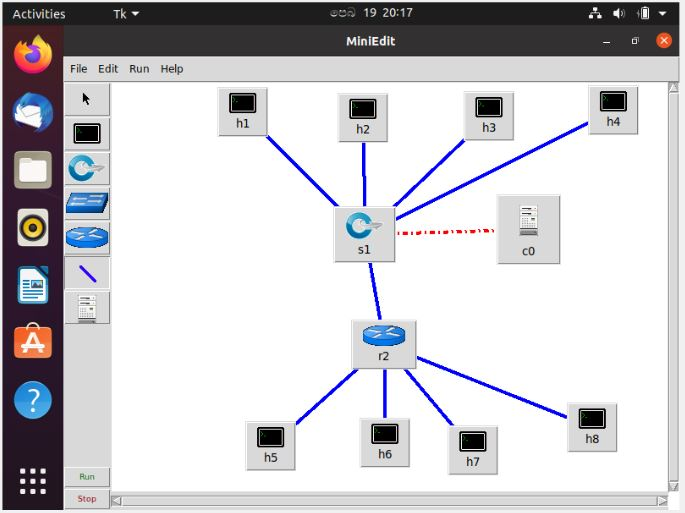 Activities Tk පෙබ 19 20:17
MiniEdit
File Edit Run Help
h1
h2
h3
h4
s1
c0
r2
h5
h6
h7
h8
Run
Stop